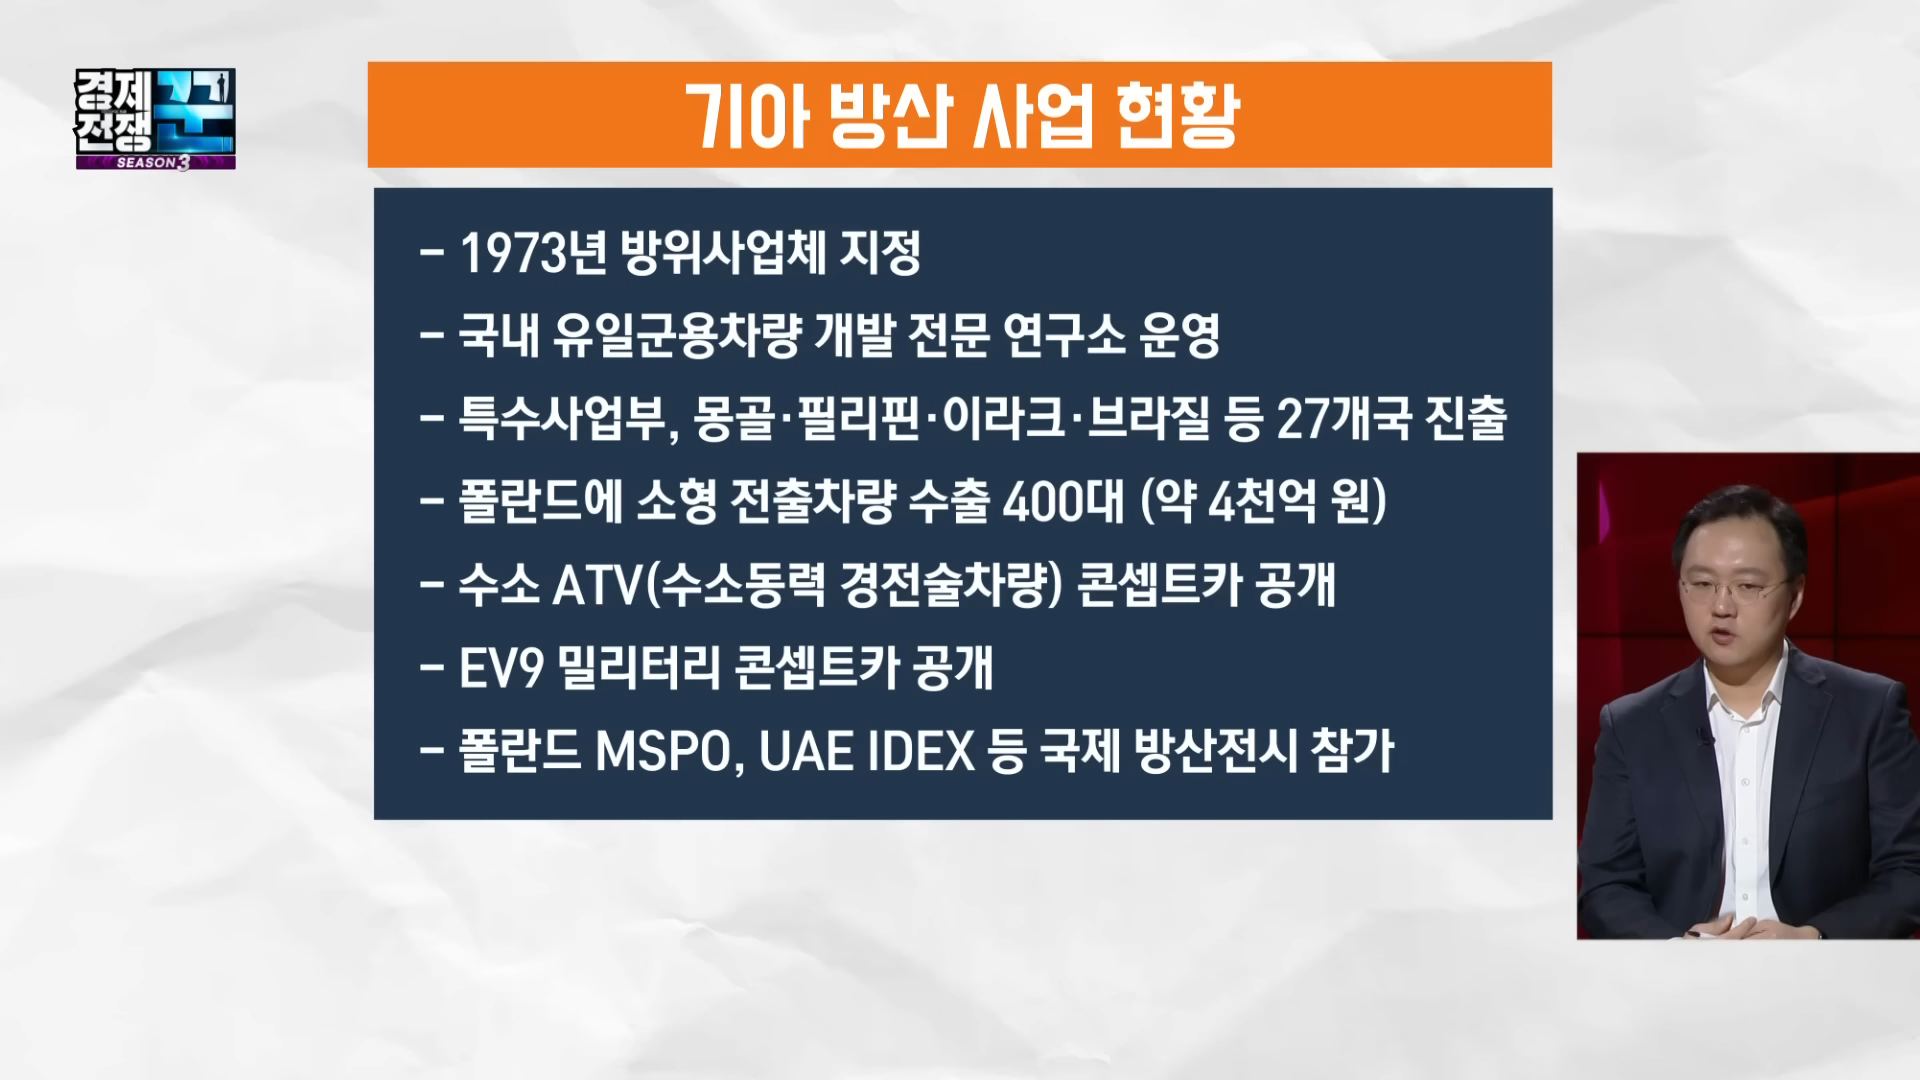 경제
전쟁
꾼
SEASON3
기아 방산 사업 현황
- 1973년 방위사업체 지정
- 국내 유일군용차량 개발 전문 연구소 운영
- 특수사업부, 몽골·필리핀·이라크·브라질 등 27개국 진출
- 폴란드에 소형 전출차량 수출 400대 (약 4천억 원)
- 수소 ATV(수소동력 경전술차량) 콘셉트카 공개
- EV9 밀리터리 콘셉트카 공개
- 폴란드 MSPO, UAE IDEX 등 국제 방산전시 참가